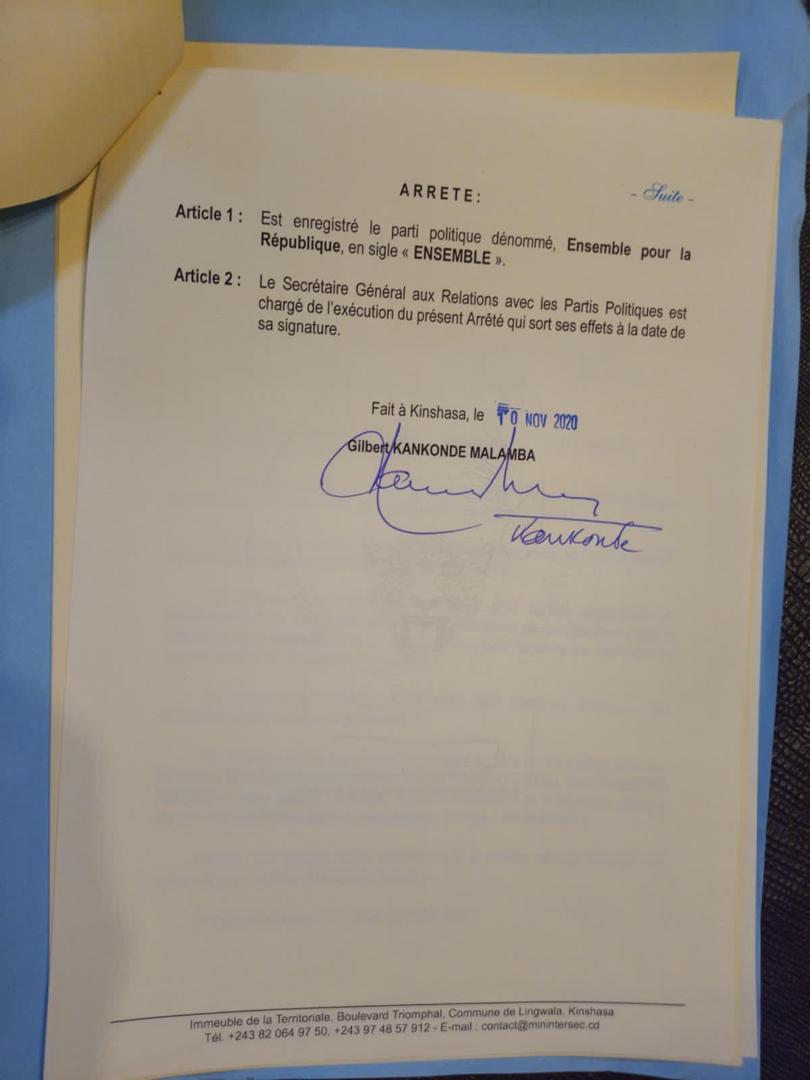 ARRETE:
- Suite -
Article 1 : Est enregistré le parti politique dénommé, Ensemble pour la
République, en sigle « ENSEMBLE ».
Article 2 : Le Secrétaire Général aux Relations avec les Partis Politiques est
chargé de l'exécution du présent Arrêté qui sort ses effets à la date de
sa signature.
Fait à Kinshasa, le 10 NOV 2020
Gilbert KANKONDE MALAMBA
Kankonde
Immeuble de la Territoriale, Boulevard Triomphal, Commune de Lingwala, Kinshasa
Tél. +243 82 064 97 50, +243 97 48 57 912 - E-mail : contact@minintersec.cd